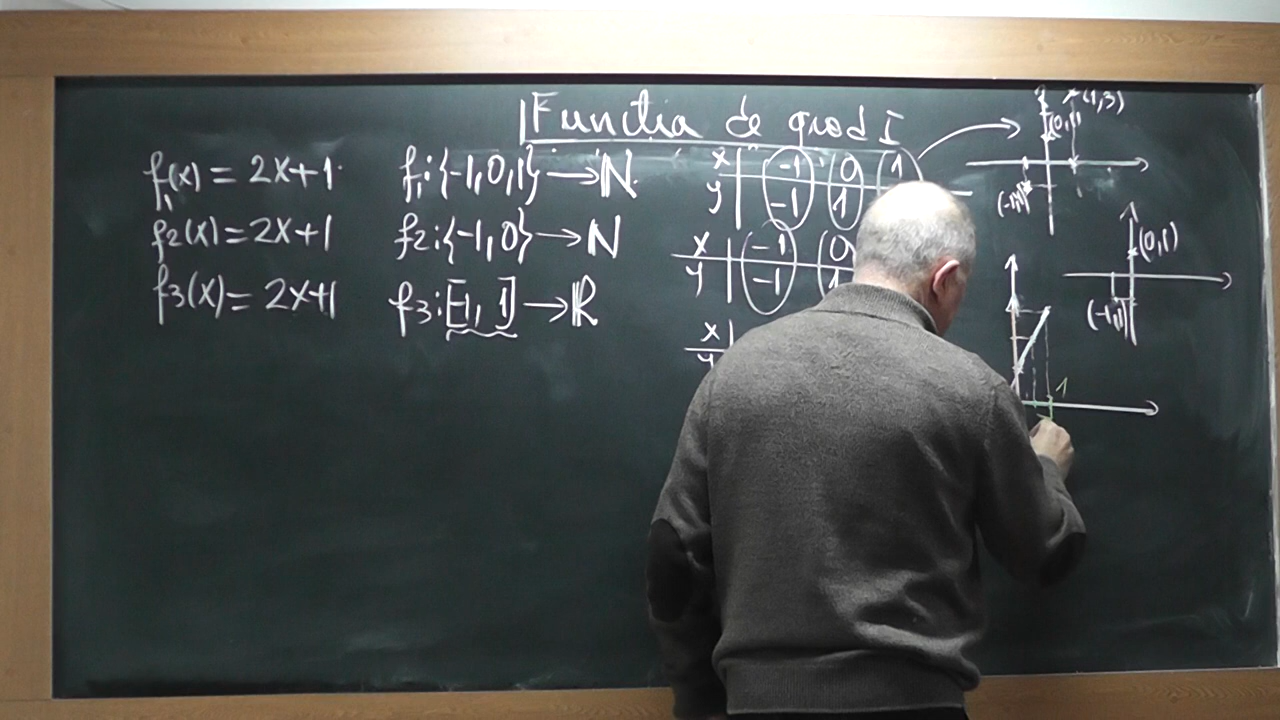 Functia de grad I
f1(x) = 2x+1 f1:{-1,0,1}→N
f2(x) = 2x+1 f2:{-1,0}→N
f3(x) = 2x+1 f3:[-1, 1]→R
x | -1 0 1
y | -1 1
x | -1 0
y | -1 1
x
y
(1,3)
(0,1)
(0,1)
1